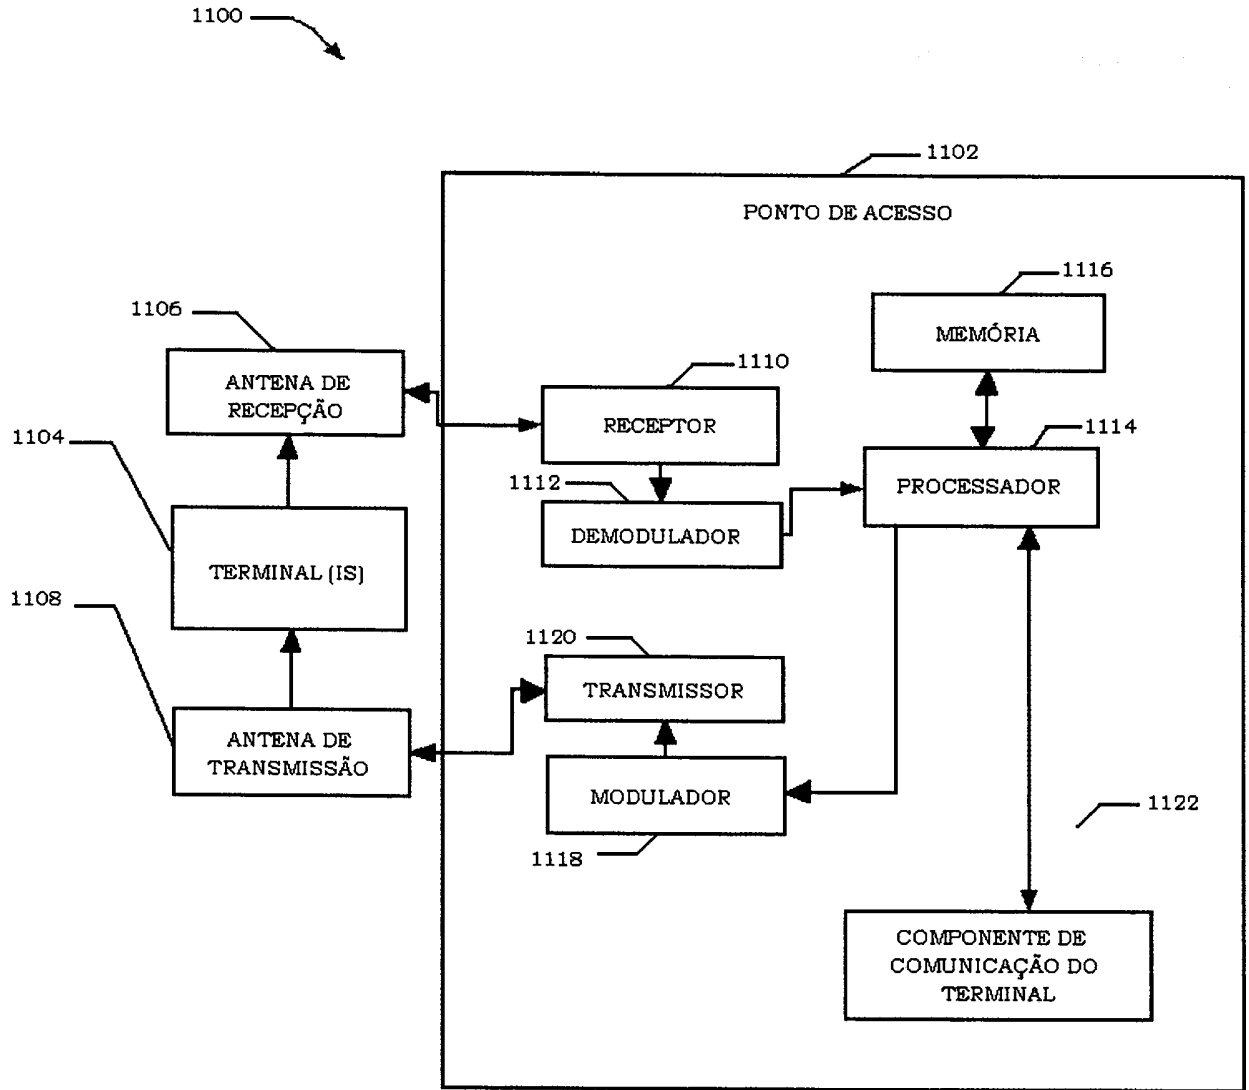 1100
1102
PONTO DE ACESSO
1116
MEMÓRIA
1106
ANTENA DE
RECEPÇÃO
1110
RECEPTOR
1104
1114
PROCESSADOR
1112
DEMODULADOR
TERMINAL (IS)
1108
1120
TRANSMISSOR
ANTENA DE
TRANSMISSÃO
MODULADOR
1118
1122
COMPONENTE DE
COMUNICAÇÃO DO
TERMINAL